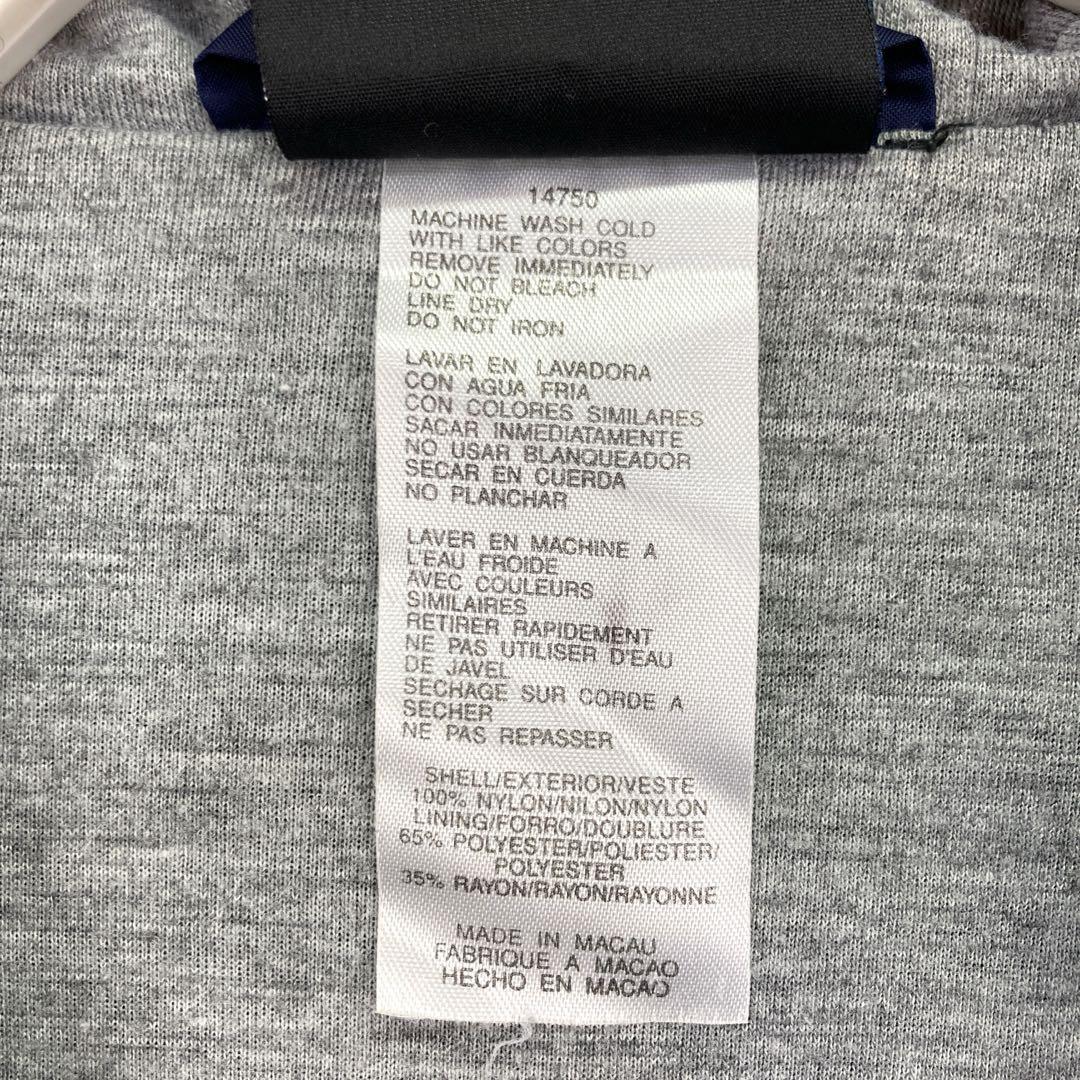 14750
MACHINE WASH COLD
WITH LIKE COLORS
REMOVE IMMEDIATELY
DO NOT BLEACH
LINE DRY
DO NOT IRON
LAVAR EN LAVADORA
CON AGUA FRIA
CON COLORES SIMILARES
SACAR INMEDIATAMENTE
NO USAR BLANQUEADOR
SECAR EN CUERDA
NO PLANCHAR
LAVER EN MACHINE A
L'EAU FROIDE
AVEC COULEURS
SIMILAIRES
RETIRER RAPIDEMENT
NE PAS UTILISER D'EAU
DE JAVEL
SECHAGE SUR CORDE A
SECHER
NE PAS REPASSER
SHELL/EXTERIOR/VESTE
100% NYLON/NILON/NYLON
LINING/FORRO/DOUBLURE
65% POLYESTER/POLIESTER/
POLYESTER
35% RAYON/RAYON/RAYONNE
MADE IN MACAU
FABRIQUE A MACAO
HECHO EN MACAO